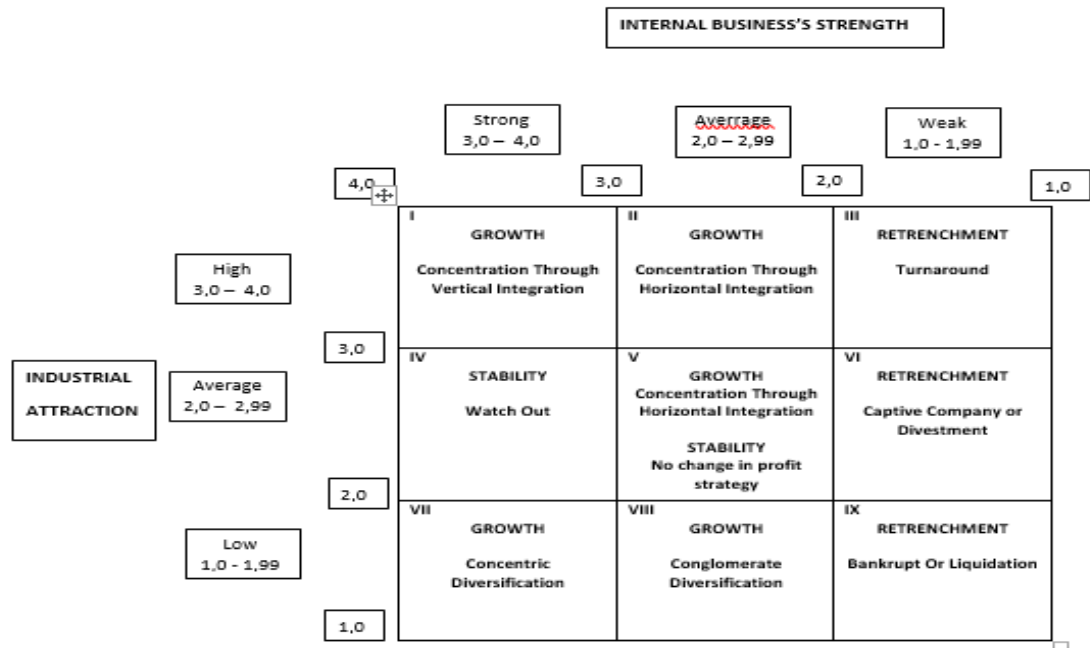 INTERNAL BUSINESS'S STRENGTH
Strong
3,0 – 4,0
Averrage
2,0 – 2,99
Weak
1,0 - 1,99
4,0
3,0
2,0
1,0
High
3,0 – 4,0
3,0
INDUSTRIAL
ATTRACTION
Average
2,0 – 2,99
2,0
Low
1,0 - 1,99
1,0
I
GROWTH
Concentration Through
Vertical Integration
II
GROWTH
Concentration Through
Horizontal Integration
III
RETRENCHMENT
Turnaround
IV
STABILITY
Watch Out
V
GROWTH
Concentration Through
Horizontal Integration
STABILITY
No change in profit
strategy
VI
RETRENCHMENT
Captive Company or
Divestment
VII
GROWTH
Concentric
Diversification
VIII
GROWTH
Conglomerate
Diversification
IX
RETRENCHMENT
Bankrupt Or Liquidation